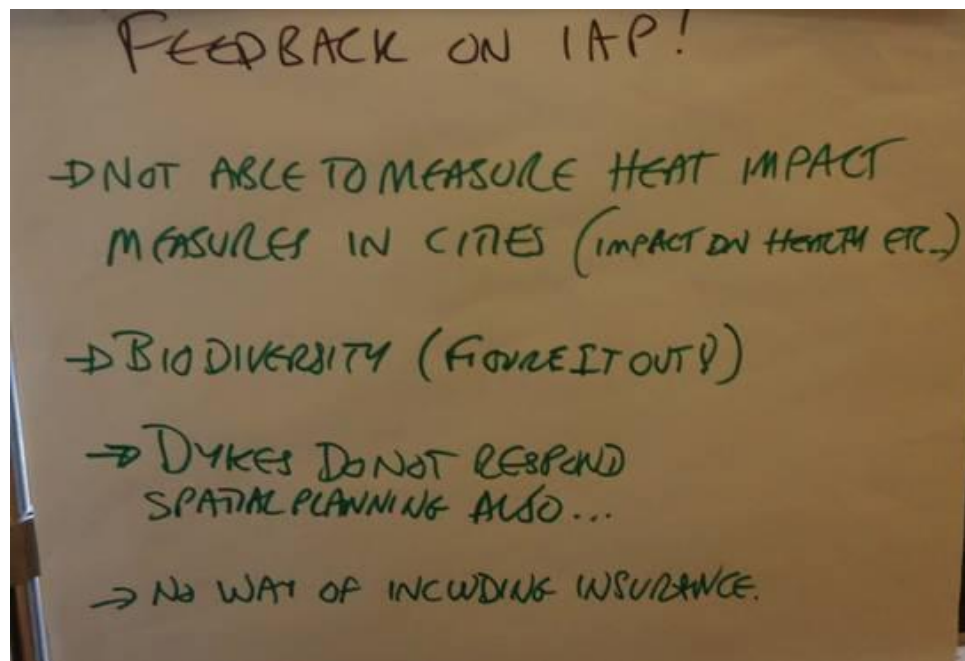 FEEDBACK ON IAP!
→ NOT ABLE TO MEASURE HEAT IMPACT
MEASURES IN CITIES (IMPACT ON HEALTH ETC..)
→ BIODIVERSITY (FIGURE IT OUT!)
→ DYKES DO NOT RESPOND
SPATIAL PLANNING ALSO...
→ NO WAY OF INCLUDING INSURANCE.